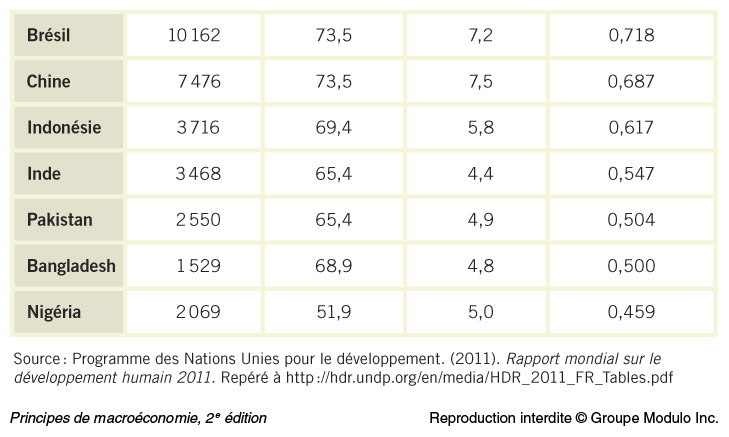 Brésil 10 162 73,5 7,2 0,718
Chine 7 476 73,5 7,5 0,687
Indonésie 3 716 69,4 5,8 0,617
Inde 3 468 65,4 4,4 0,547
Pakistan 2 550 65,4 4,9 0,504
Bangladesh 1 529 68,9 4,8 0,500
Nigéria 2 069 51,9 5,0 0,459
Source : Programme des Nations Unies pour le développement. (2011). Rapport mondial sur le
développement humain 2011. Repéré à http://hdr.undp.org/en/media/HDR_2011_FR_Tables.pdf
Principes de macroéconomie, 2e édition Reproduction interdite © Groupe Modulo Inc.